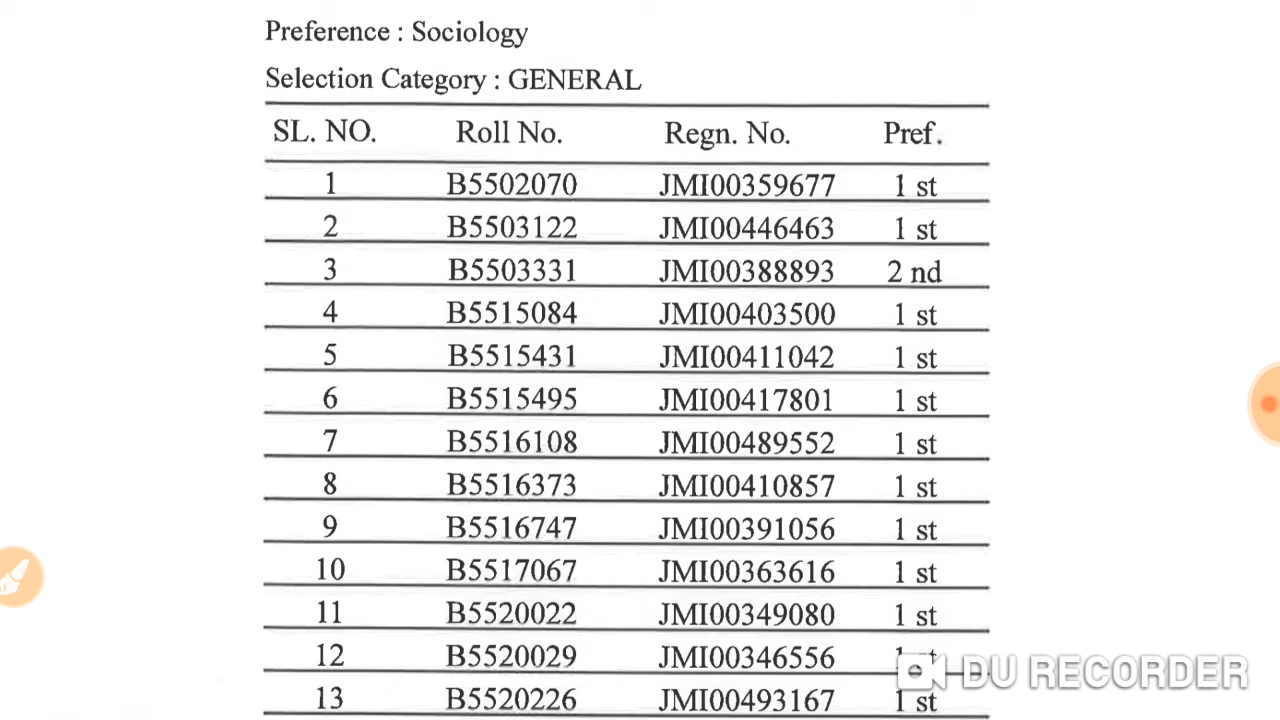 Preference : Sociology
Selection Category : GENERAL
SL. NO. Roll No. Regn. No. Pref.
1 B5502070 JMI00359677 1 st
2 B5503122 JMI00446463 1 st
3 B5503331 JMI00388893 2 nd
4 B5515084 JMI00403500 1 st
5 B5515431 JMI00411042 1 st
6 B5515495 JMI00417801 1 st
7 B5516108 JMI00489552 1 st
8 B5516373 JMI00410857 1 st
9 B5516747 JMI00391056 1 st
10 B5517067 JMI00363616 1 st
11 B5520022 JMI00349080 1 st
12 B5520029 JMI00346556
DU RECORDER
13 B5520226 JMI00493167 1 st